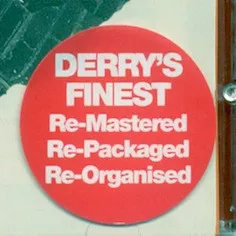 DERRY'S
FINEST
Re-Mastered
Re-Packaged
Re-Organised